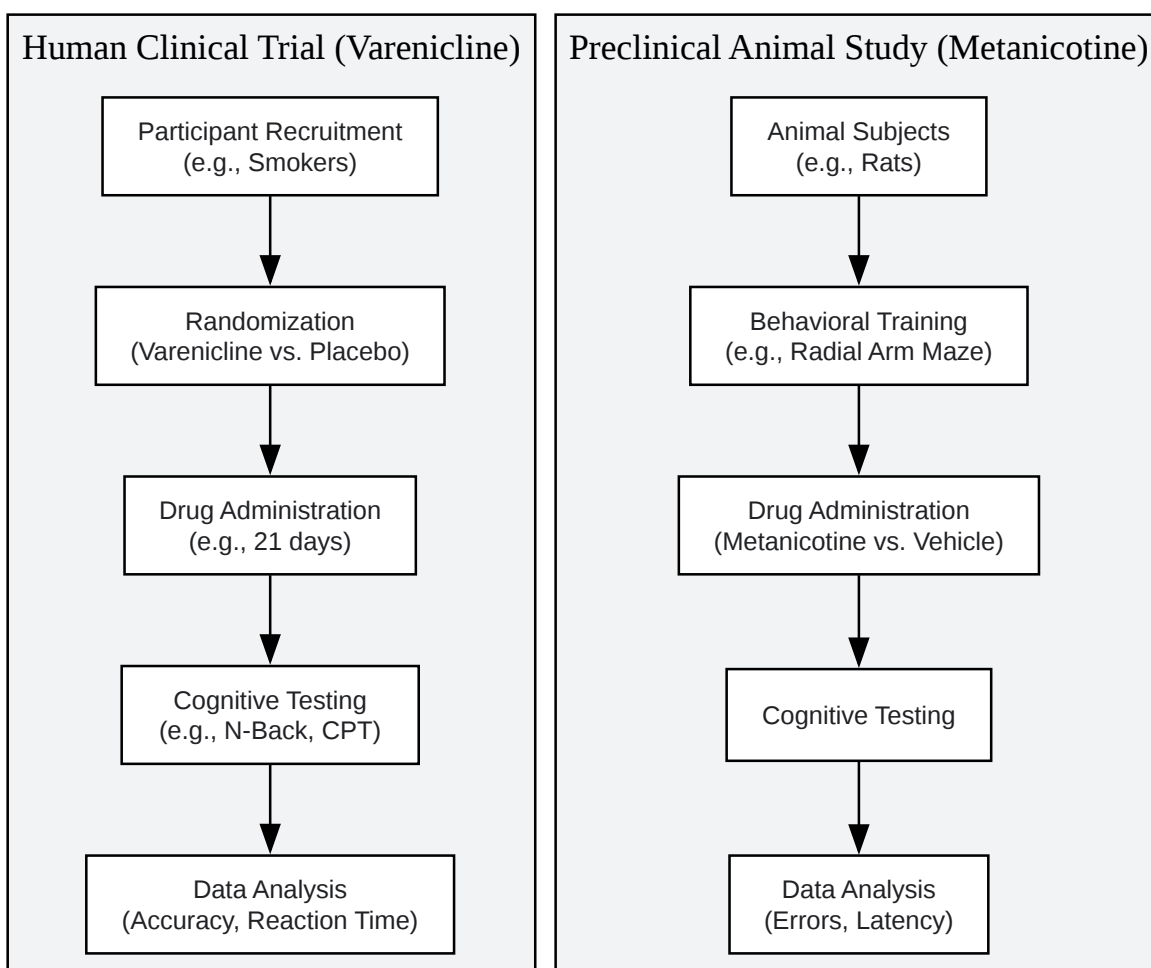 Human Clinical Trial (Varenicline)
Participant Recruitment
(e.g., Smokers)
Randomization
(Varenicline vs. Placebo)
Drug Administration
(e.g., 21 days)
Cognitive Testing
(e.g., N-Back, CPT)
Data Analysis
(Accuracy, Reaction Time)
Preclinical Animal Study (Metanicotine)
Animal Subjects
(e.g., Rats)
Behavioral Training
(e.g., Radial Arm Maze)
Drug Administration
(Metanicotine vs. Vehicle)
Cognitive Testing
Data Analysis
(Errors, Latency)